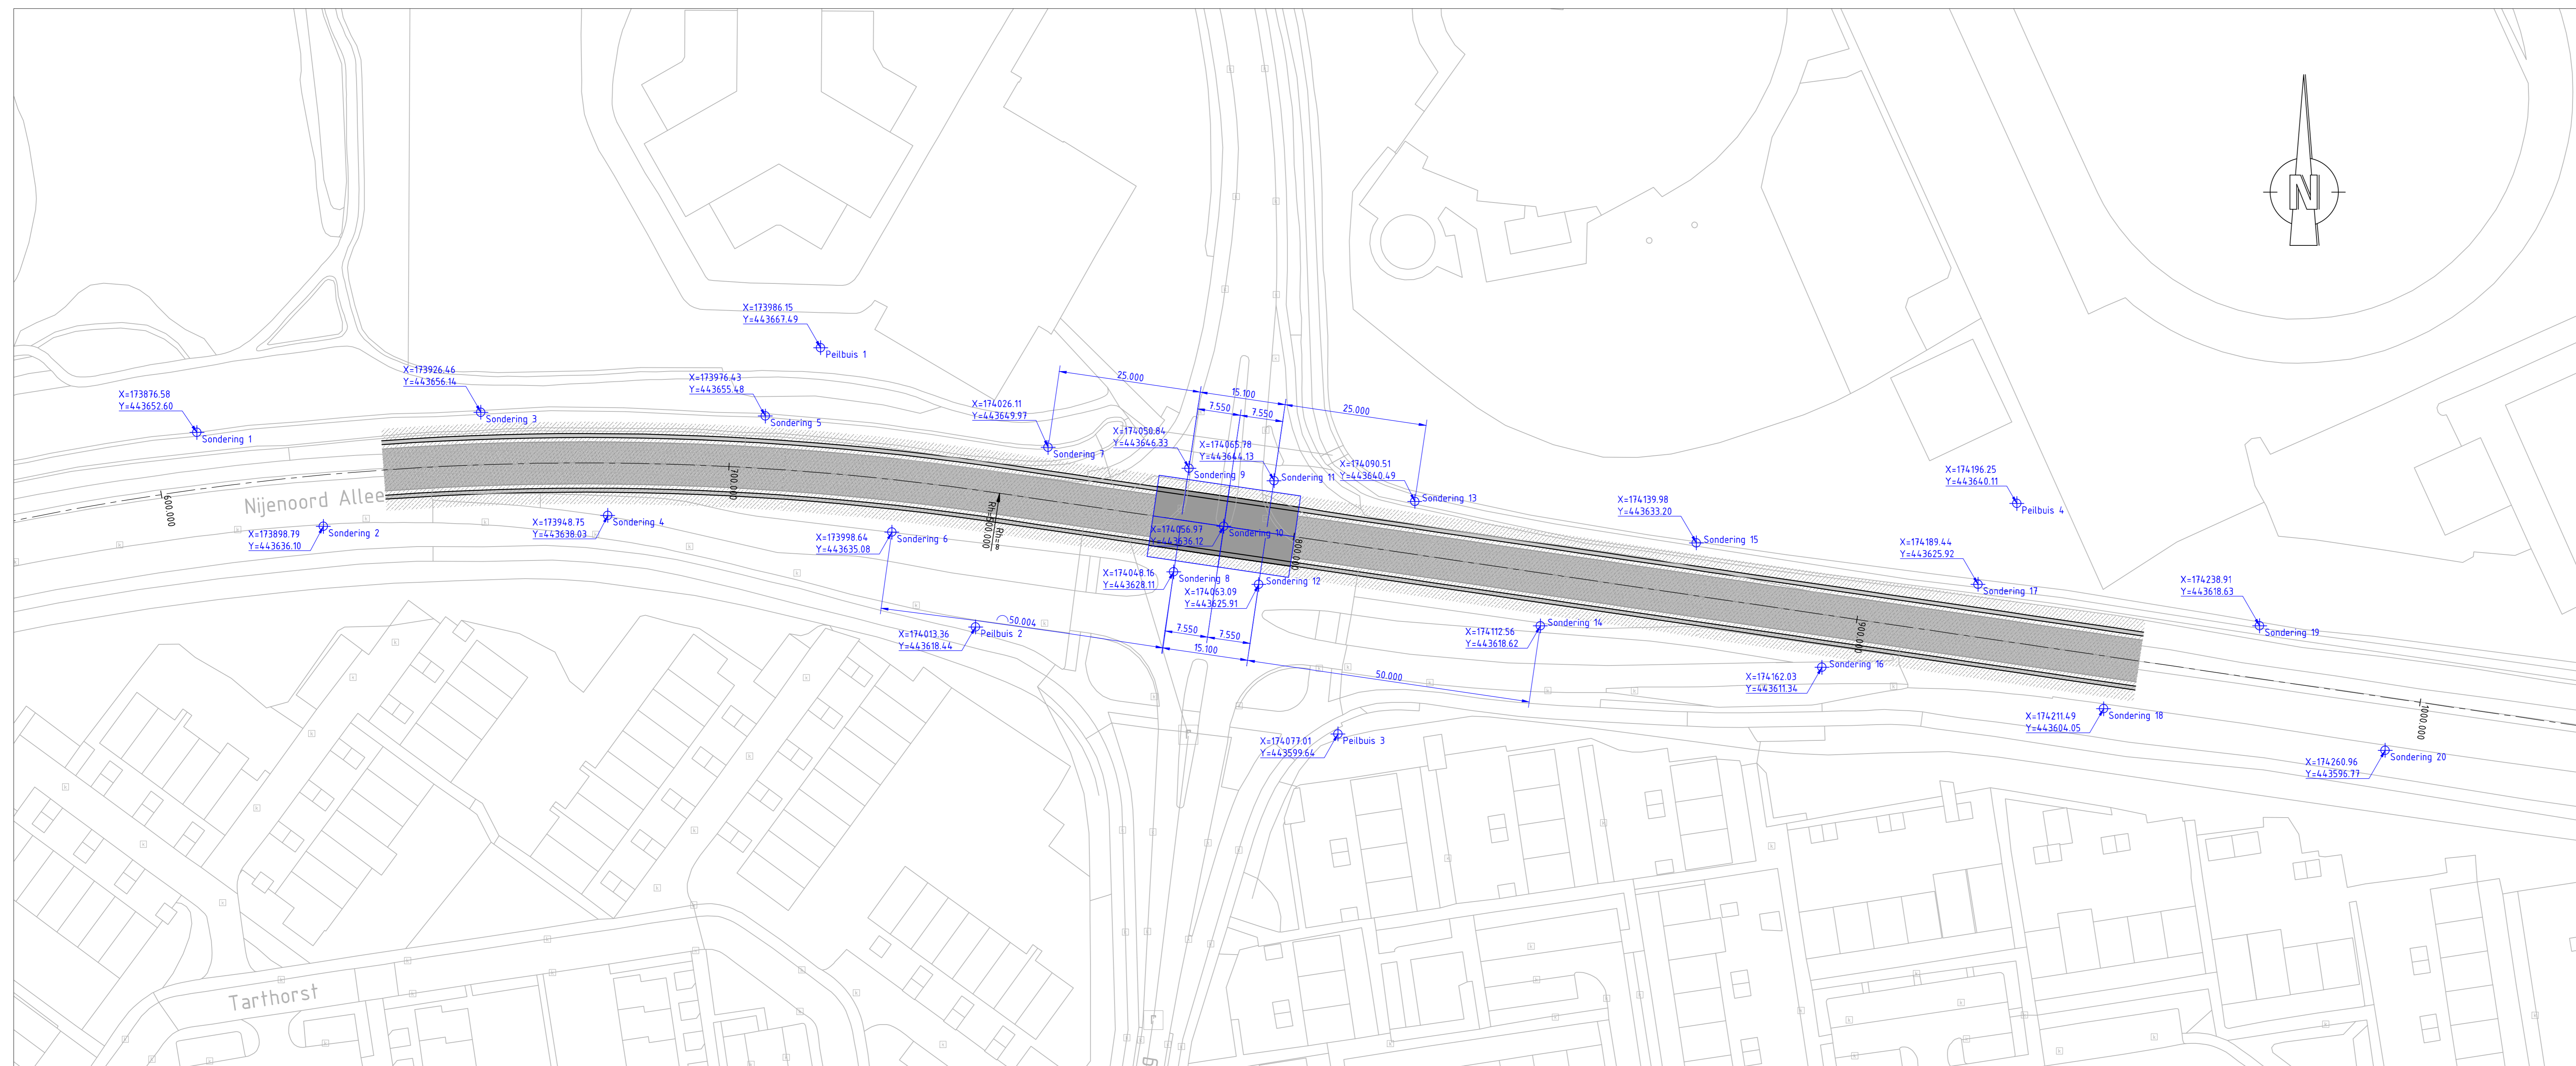 N
X=173986.15
Y=443667.49
Peilbuis 1
X=173876.58
Y=443652.60
Sondering 1
X=173926.46
Y=443656.14
Sondering 3
X=173976.43
Y=443655.48
Sondering 5
X=174026.11
Y=443649.97
Sondering 7
25.000
15.100
7.550
7.550
25.000
X=174050.84
Y=443646.33
Sondering 9
X=174065.78
Y=443644.13
Sondering 11
X=174090.51
Y=443640.49
Sondering 13
X=174139.98
Y=443633.20
Sondering 15
X=174196.25
Y=443640.11
Peilbuis 4
X=174189.44
Y=443625.92
Sondering 17
X=174238.91
Y=443618.63
Sondering 19
600.000
Nijenoord Allee
700.000
Rh=500.000
Rh=∞
800.000
900.000
1000.000
X=173898.79
Y=443636.10
Sondering 2
X=173948.75
Y=443638.03
Sondering 4
X=173998.64
Y=443635.08
Sondering 6
X=174056.97
Y=443636.12
Sondering 10
X=174048.16
Y=443628.11
Sondering 8
X=174063.09
Y=443625.91
Sondering 12
50.004
X=174013.36
Y=443618.44
Peilbuis 2
7.550
7.550
15.100
50.000
X=174112.56
Y=443618.62
Sondering 14
X=174162.03
Y=443611.34
Sondering 16
X=174211.49
Y=443604.05
Sondering 18
X=174077.01
Y=443599.64
Peilbuis 3
X=174260.96
Y=443596.77
Sondering 20
Tarthorst